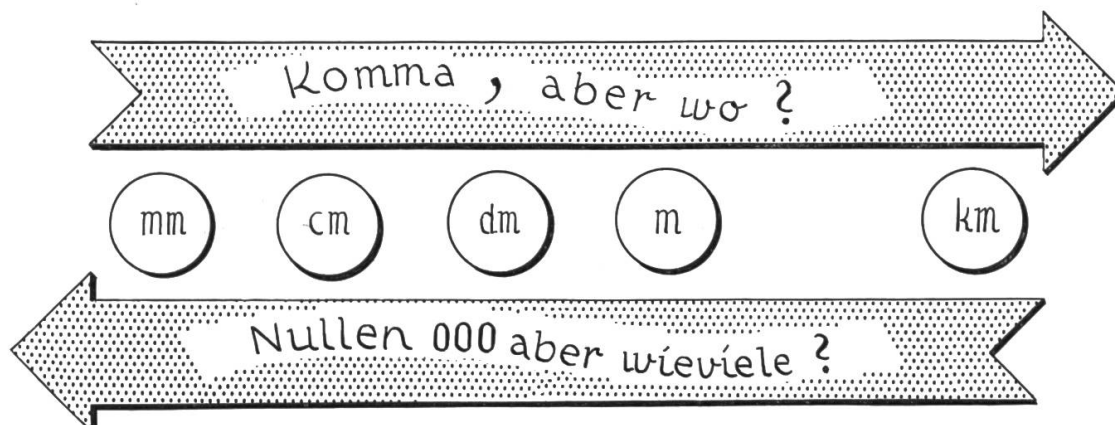 Komma , aber wo ?
mm cm dm m km
Nullen 000 aber wieviele ?